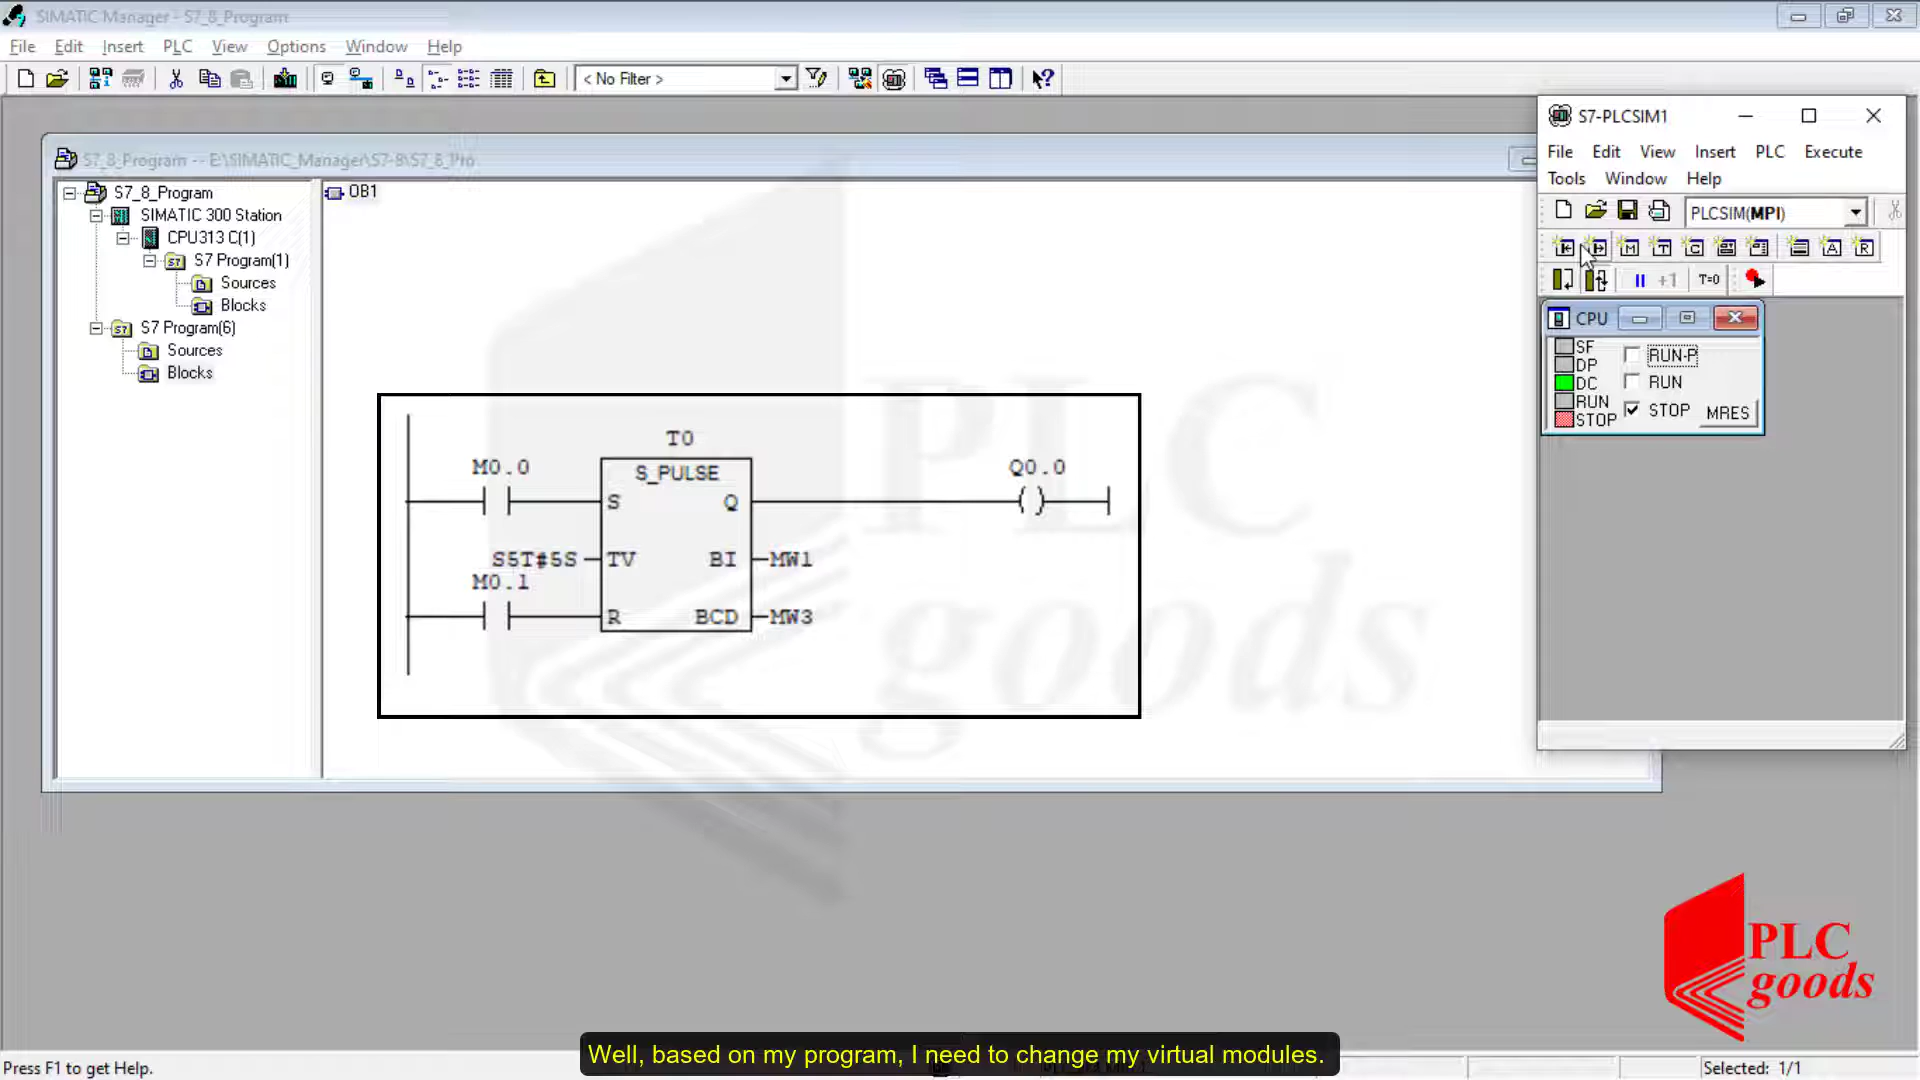 SIMATIC Manager - S7_8_Program
File Edit Insert PLC View Options Window Help
< No Filter >
S7_8_Program -- E:\SIMATIC_Manager\S7-8\S7_8_Pro
S7_8_Program
SIMATIC 300 Station
CPU313 C(1)
S7 Program(1)
Sources
Blocks
S7 Program(6)
Sources
Blocks
OB1
T0
M0.0
S_PULSE
Q0.0
S
Q
( )
S5T#5S
TV
BI
MW1
M0.1
R
BCD
MW3
S7-PLCSIM1
File Edit View Insert PLC Execute
Tools Window Help
PLCSIM(MPI)
+1
T=0
CPU
SF
DP
DC
RUN
STOP
RUN-P
RUN
STOP
MRES
PLC
goods
PLC
goods
Well, based on my program, I need to change my virtual modules.
Press F1 to get Help.
Selected: 1/1